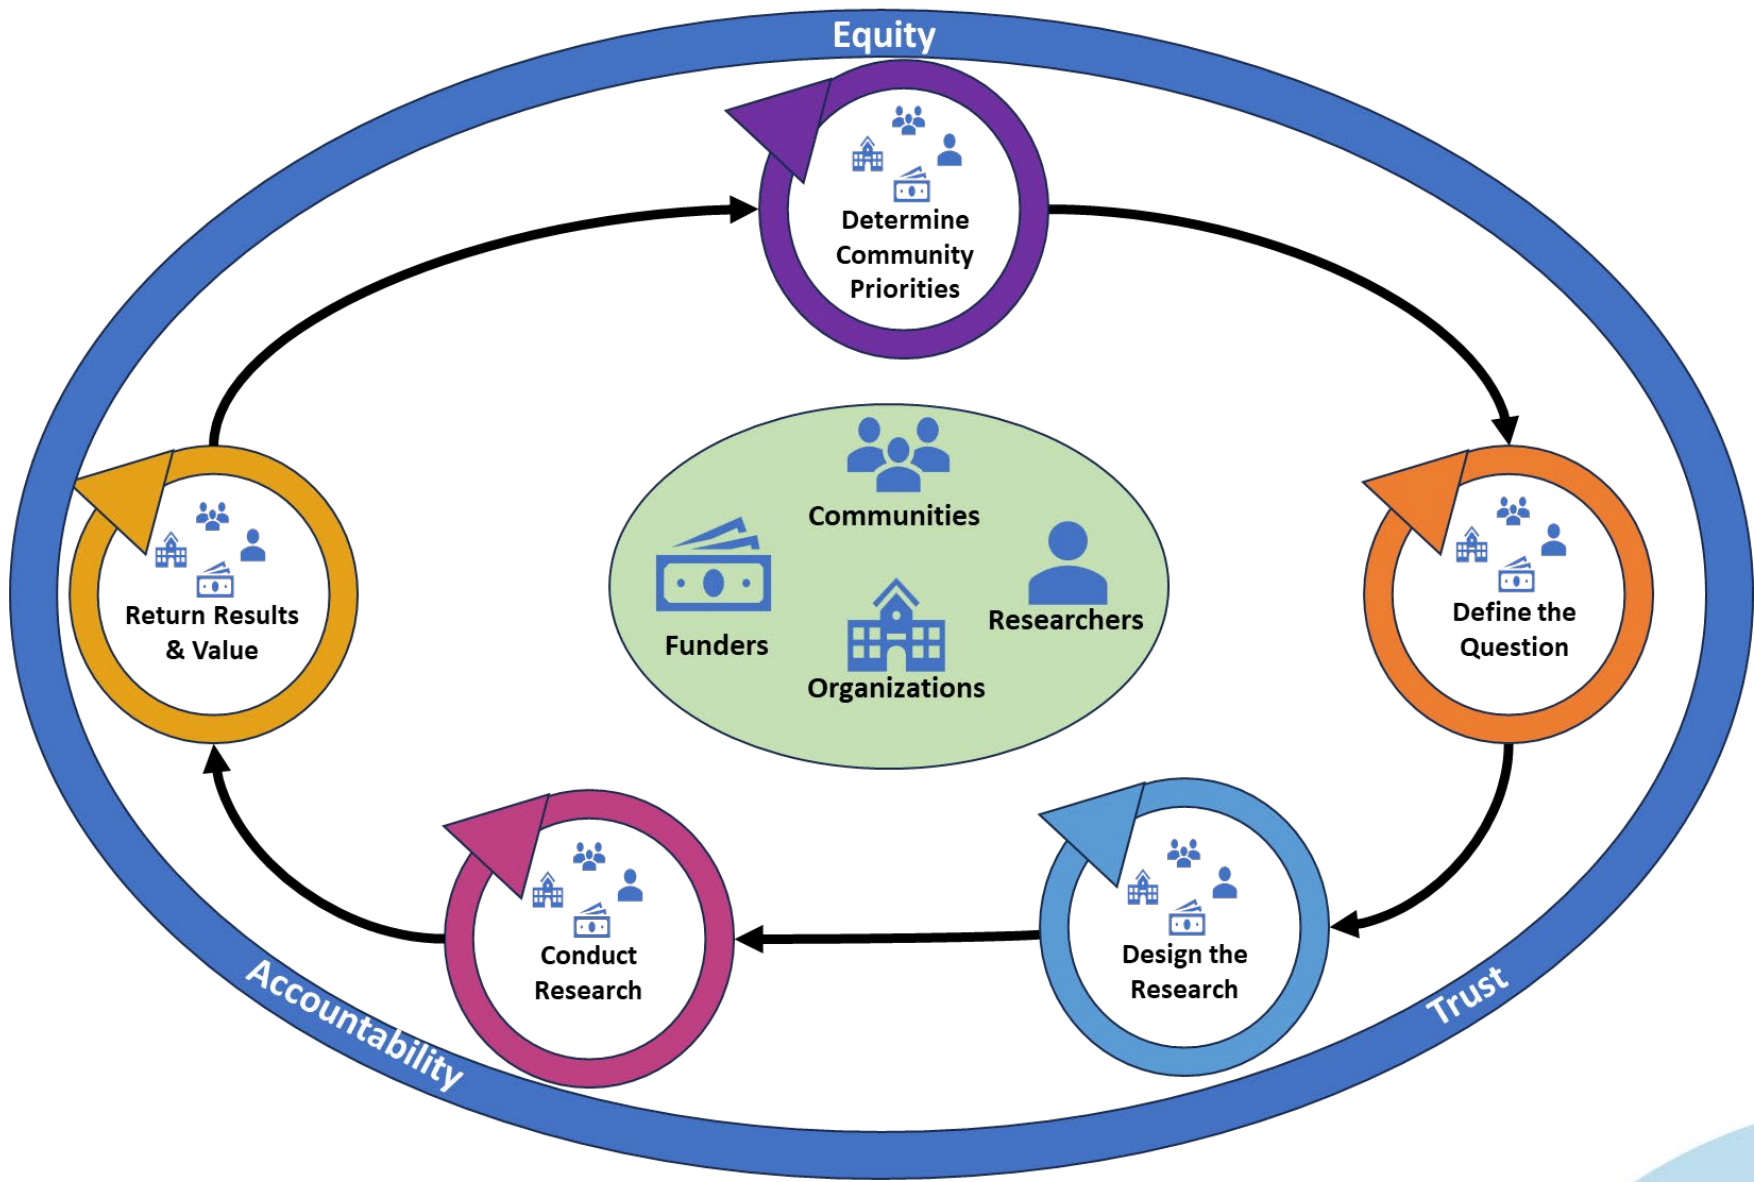 Equity
Determine
Community
Priorities
Communities
Researchers
Funders
Organizations
Return Results
& Value
Define the
Question
Conduct
Research
Design the
Research
Accountability
Trust